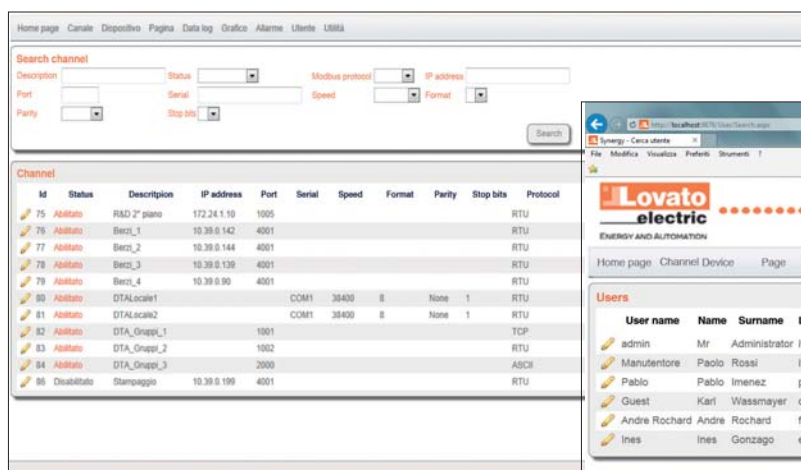 Home page Canale Dispositivo Pagina Data log Grafico Allarme Utente Utilità
Search channel
Description Status Modbus protocol IP address
Port Serial Speed Format
Parity Stop bits
Search
Channel
Id Status Descritpion IP address Port Serial Speed Format Parity Stop bits Protocol
75 Abilitato R&D 2° piano 172.24.1.10 1005 RTU
76 Abilitato Berzi_1 10.39.0.142 4001 RTU
77 Abilitato Berzi_2 10.39.0.144 4001 RTU
78 Abilitato Berzi_3 10.39.0.139 4001 RTU
79 Abilitato Berzi_4 10.39.0.90 4001 RTU
80 Abilitato DTALocale1 COM1 38400 8 None 1 RTU
81 Abilitato DTALocale2 COM1 38400 8 None 1 RTU
82 Abilitato DTA_Gruppi_1 1001 TCP
83 Abilitato DTA_Gruppi_2 1002 RTU
84 Abilitato DTA_Gruppi_3 2000 ASCII
86 Disabilitato Stampaggio 10.39.0.199 4001 RTU
Synergy - Cerca utente
File Modifica Visualizza Preferiti Strumenti ?
Lovato
electric
ENERGY AND AUTOMATION
Home page Channel Device Page
Users
User name Name Surname
admin Mr Administrator
Manutentore Paolo Rossi
Pablo Pablo Imenez
Guest Karl Wassmayer
Andre Rochard Andre Rochard
Ines Ines Gonzago